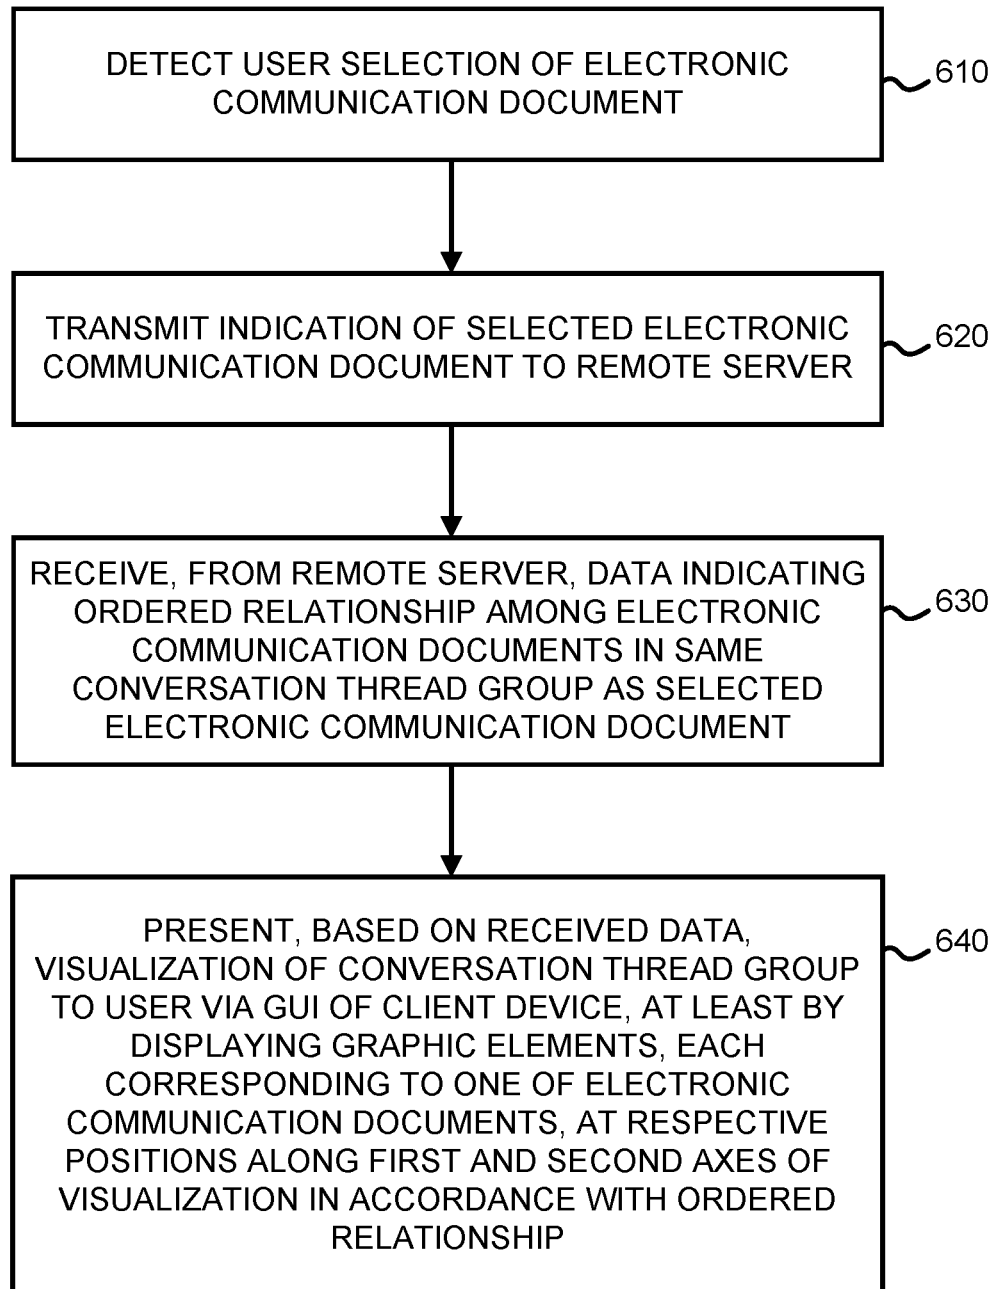 DETECT USER SELECTION OF ELECTRONIC
COMMUNICATION DOCUMENT
610
TRANSMIT INDICATION OF SELECTED ELECTRONIC
COMMUNICATION DOCUMENT TO REMOTE SERVER
620
RECEIVE, FROM REMOTE SERVER, DATA INDICATING
ORDERED RELATIONSHIP AMONG ELECTRONIC
COMMUNICATION DOCUMENTS IN SAME
CONVERSATION THREAD GROUP AS SELECTED
ELECTRONIC COMMUNICATION DOCUMENT
630
PRESENT, BASED ON RECEIVED DATA,
VISUALIZATION OF CONVERSATION THREAD GROUP
TO USER VIA GUI OF CLIENT DEVICE, AT LEAST BY
DISPLAYING GRAPHIC ELEMENTS, EACH
CORRESPONDING TO ONE OF ELECTRONIC
COMMUNICATION DOCUMENTS, AT RESPECTIVE
POSITIONS ALONG FIRST AND SECOND AXES OF
VISUALIZATION IN ACCORDANCE WITH ORDERED
RELATIONSHIP
640